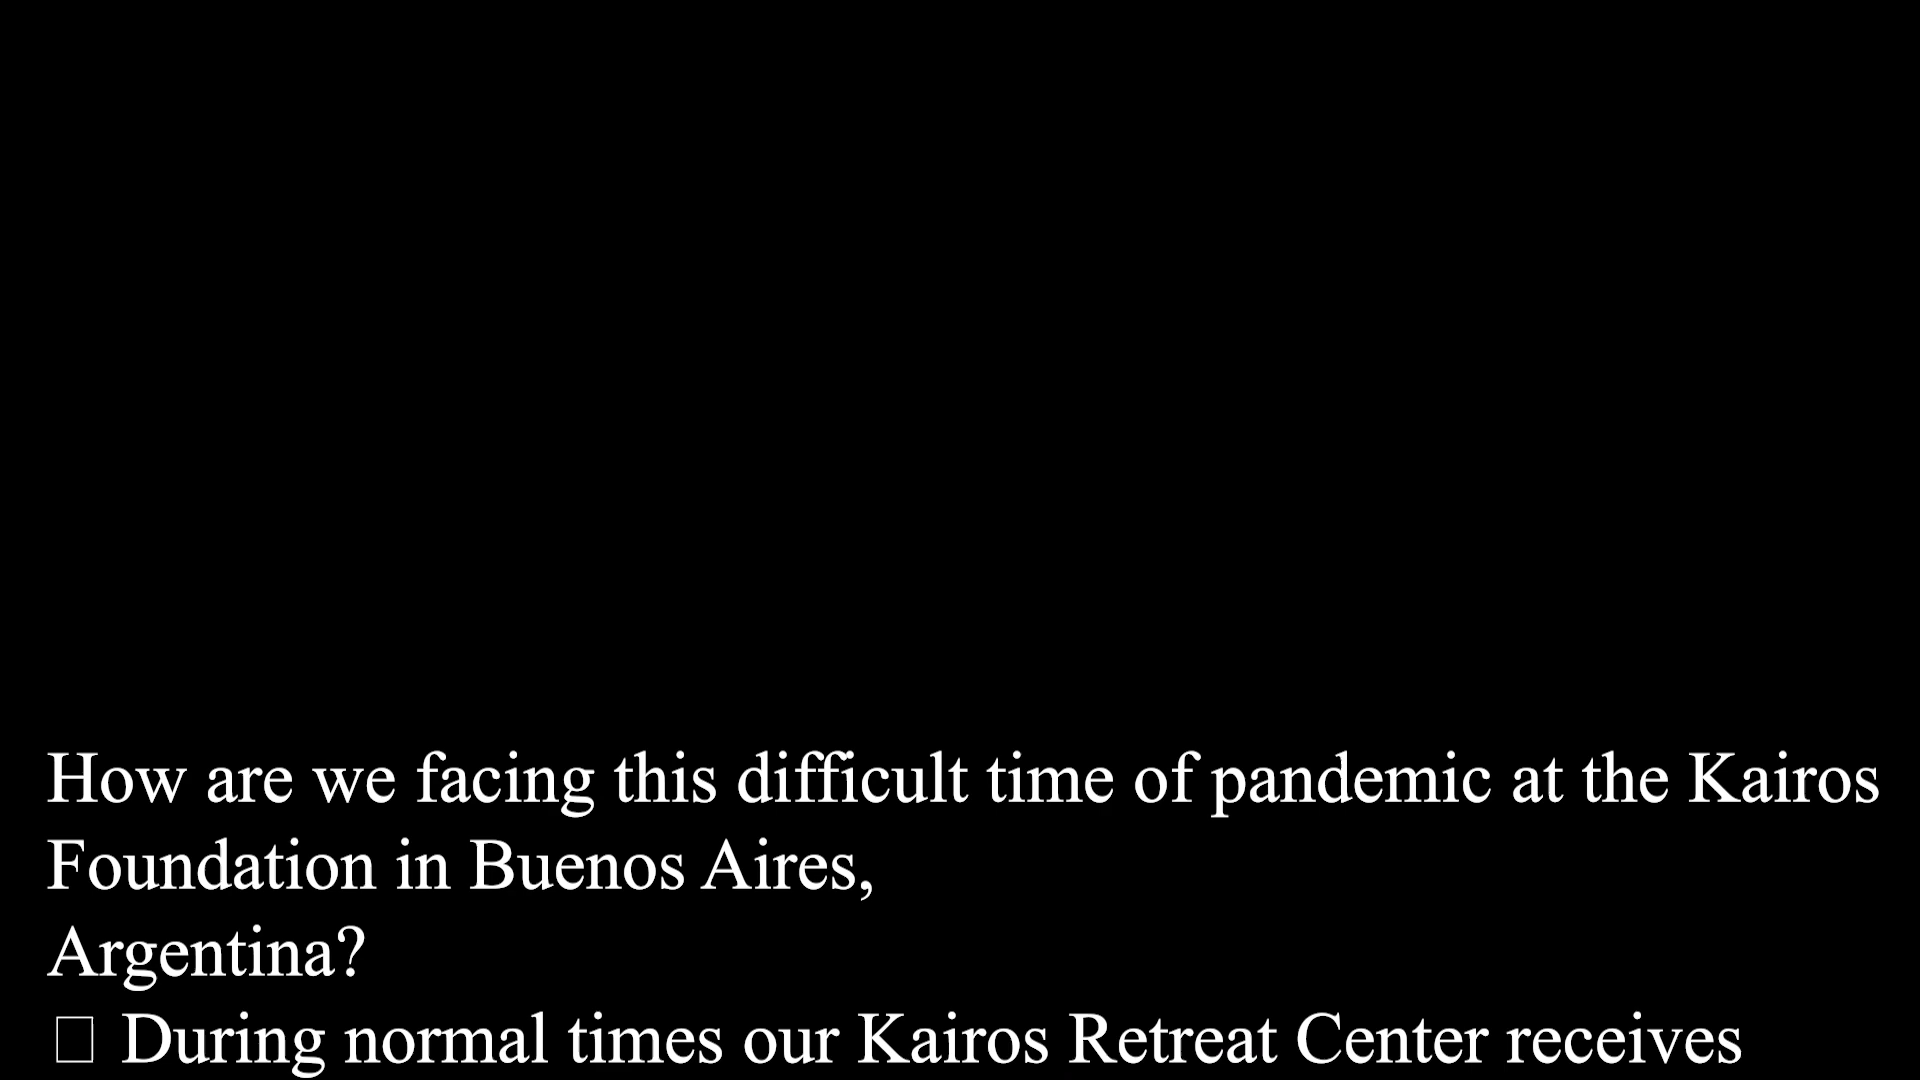 How are we facing this difficult time of pandemic at the Kairos
Foundation in Buenos Aires,
Argentina?
□ During normal times our Kairos Retreat Center receives